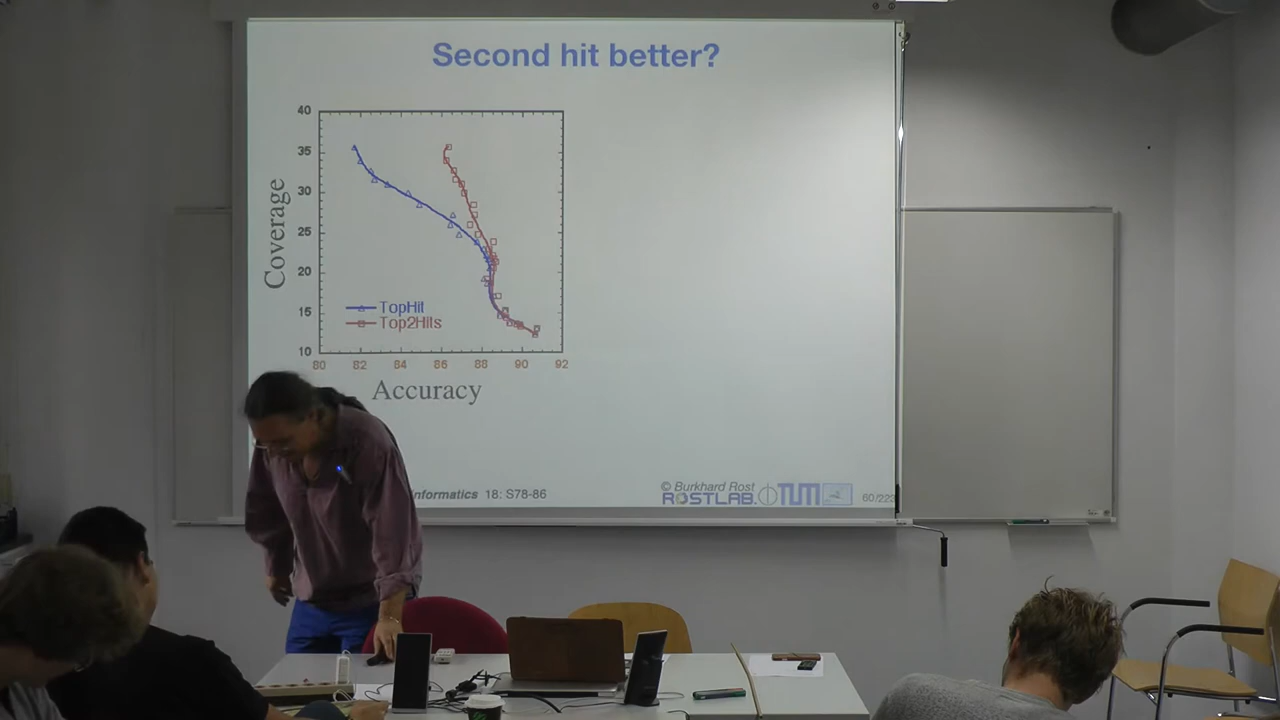 Second hit better?
40
35
30
25
20
15
10
Coverage
TopHit
Top2Hits
80 82 84 86 88 90 92
Accuracy
informatics 18: S78-86
© Burkhard Rost
ROSTLAB TUM
60/223